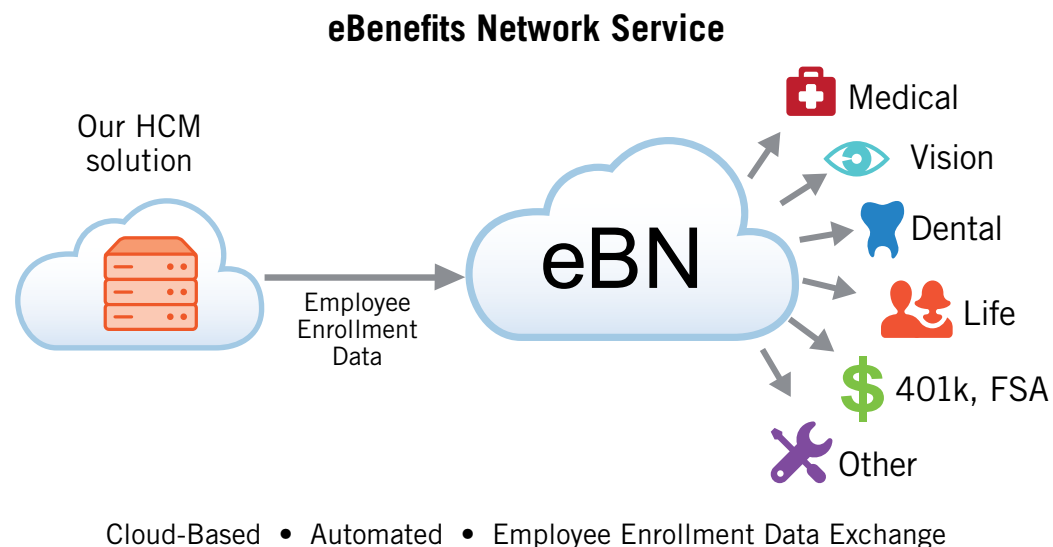 eBenefits Network Service
Our HCM
solution
Employee
Enrollment
Data
eBN
Medical
Vision
Dental
Life
$ 401k, FSA
Other
Cloud-Based • Automated • Employee Enrollment Data Exchange